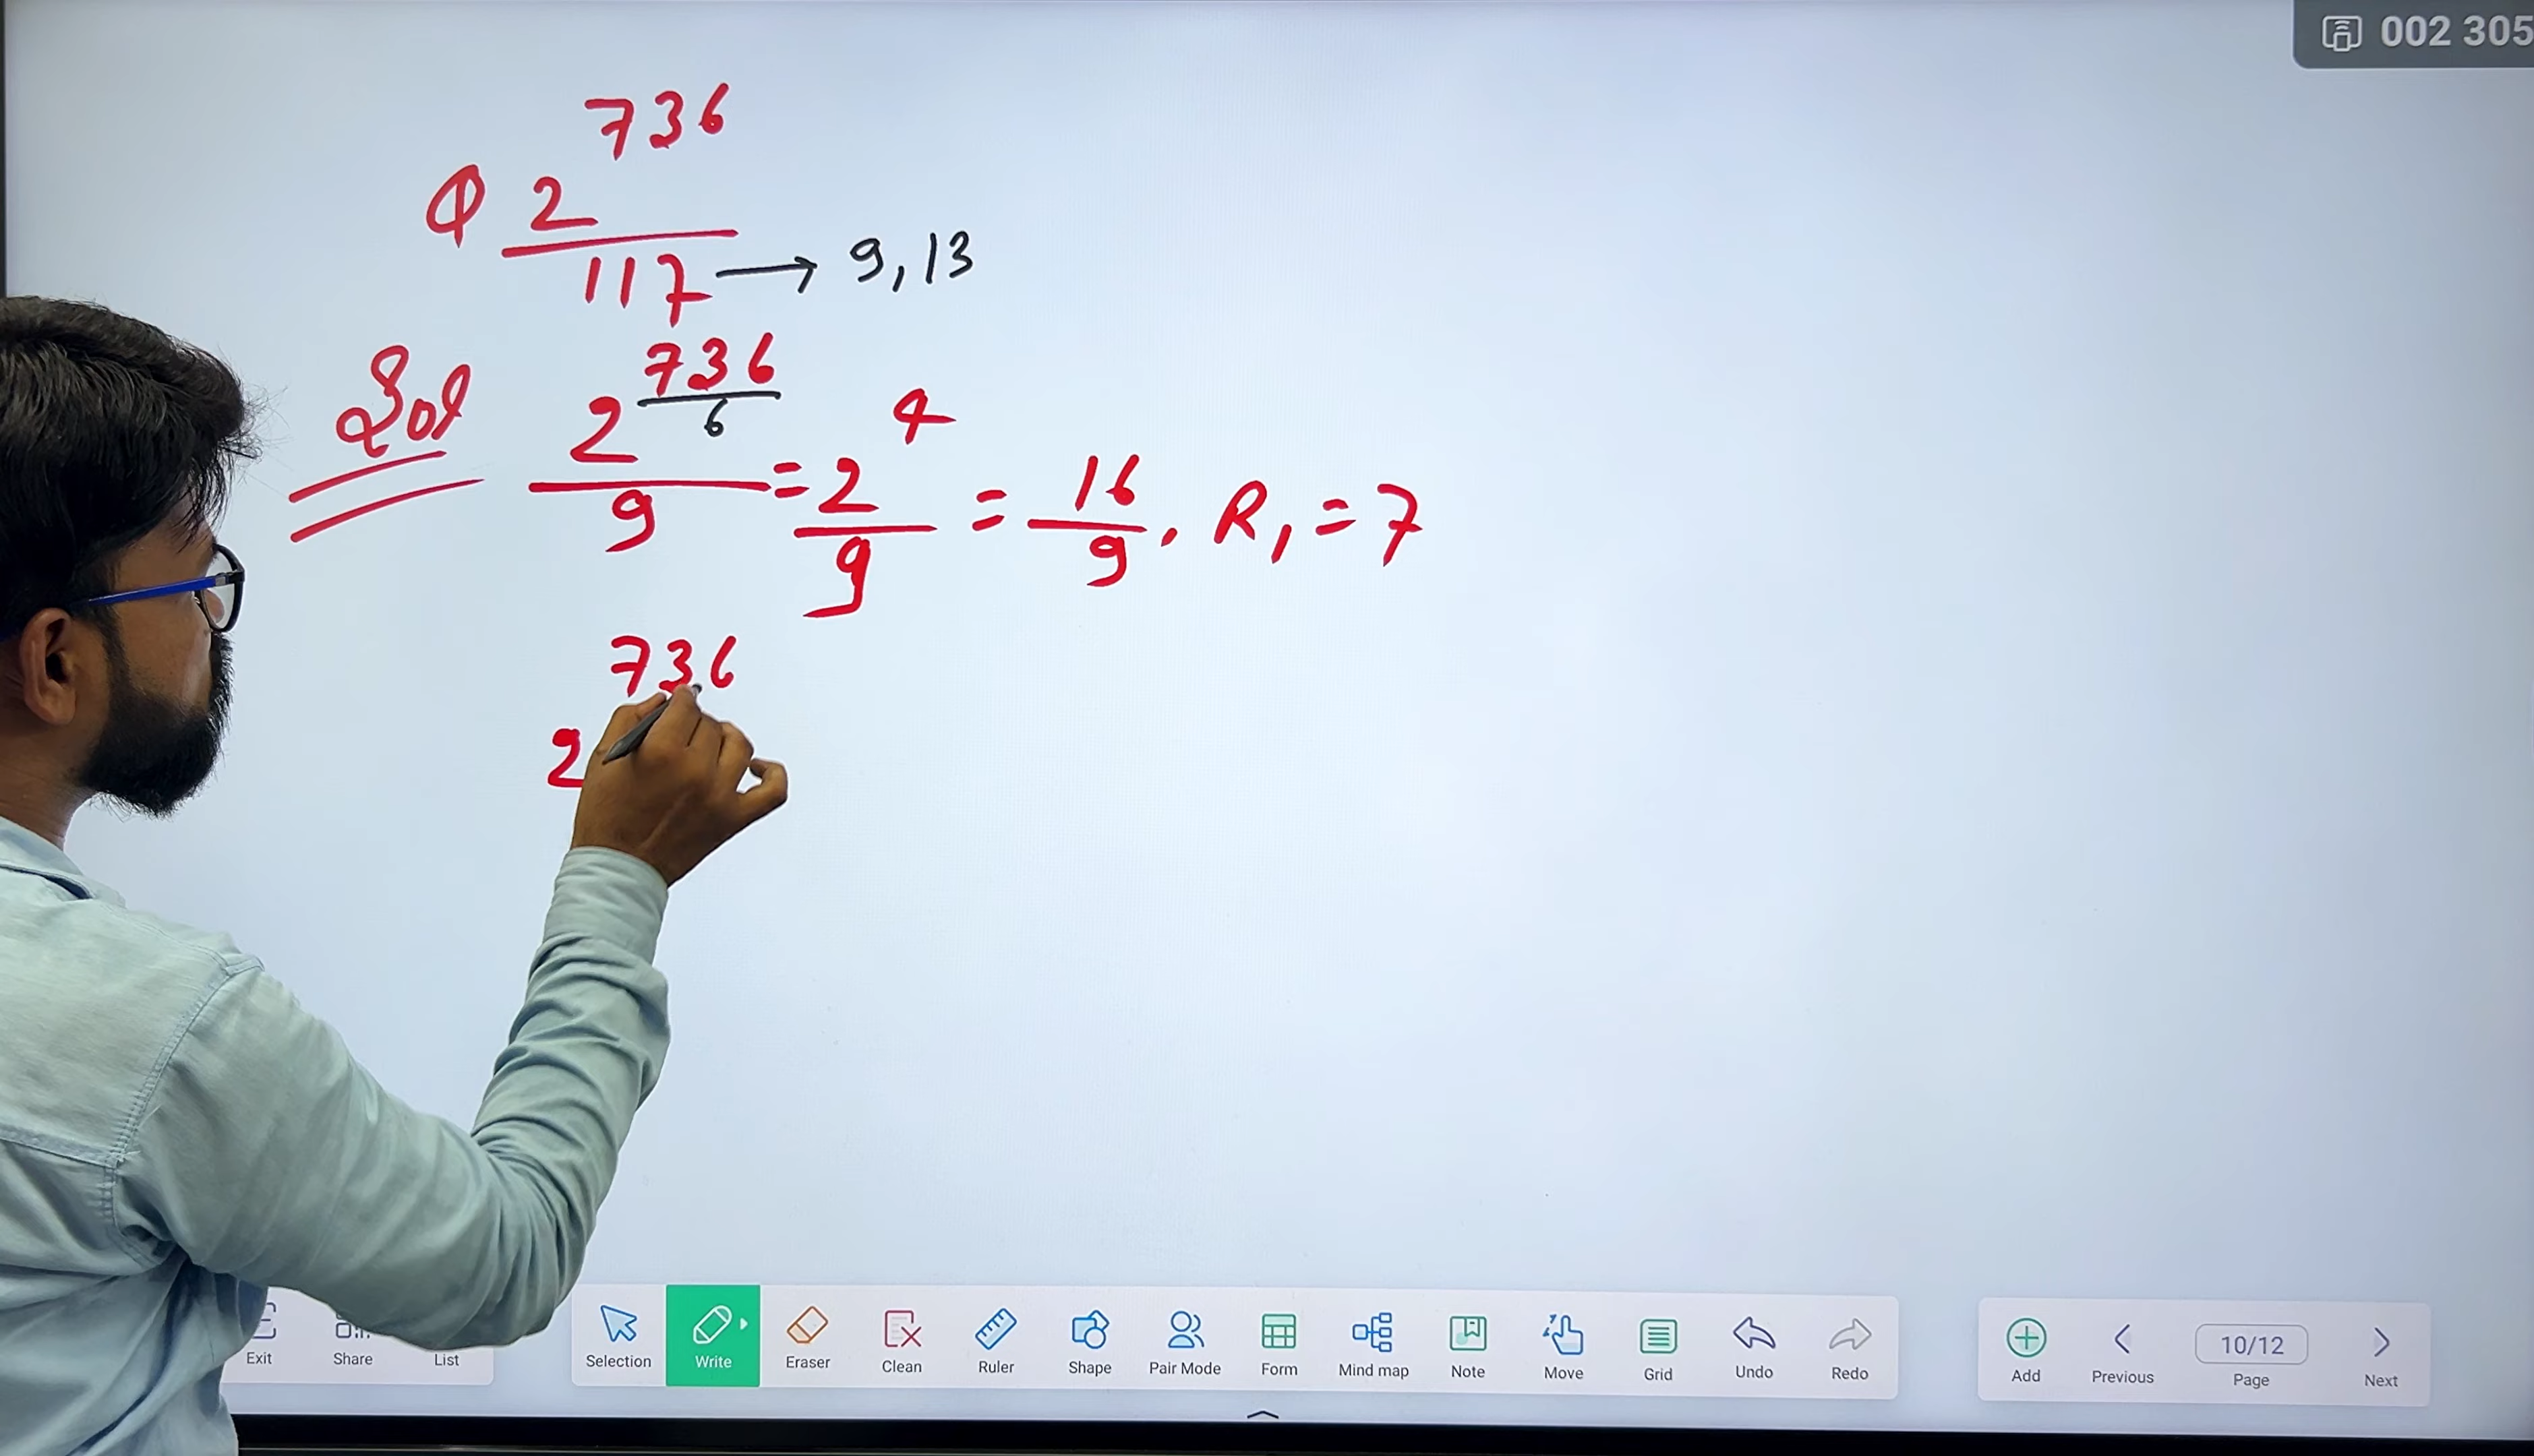 002 305
736
Q 2
117 → 9, 13
Sol 2 736/6 / 9 = 2 4 / 9 = 16 / 9 . R1 = 7
736
2
Exit Share List Selection Write Eraser Clean Ruler Shape Pair Mode Form Mind map Note Move Grid Undo Redo Add Previous 10/12 Page Next